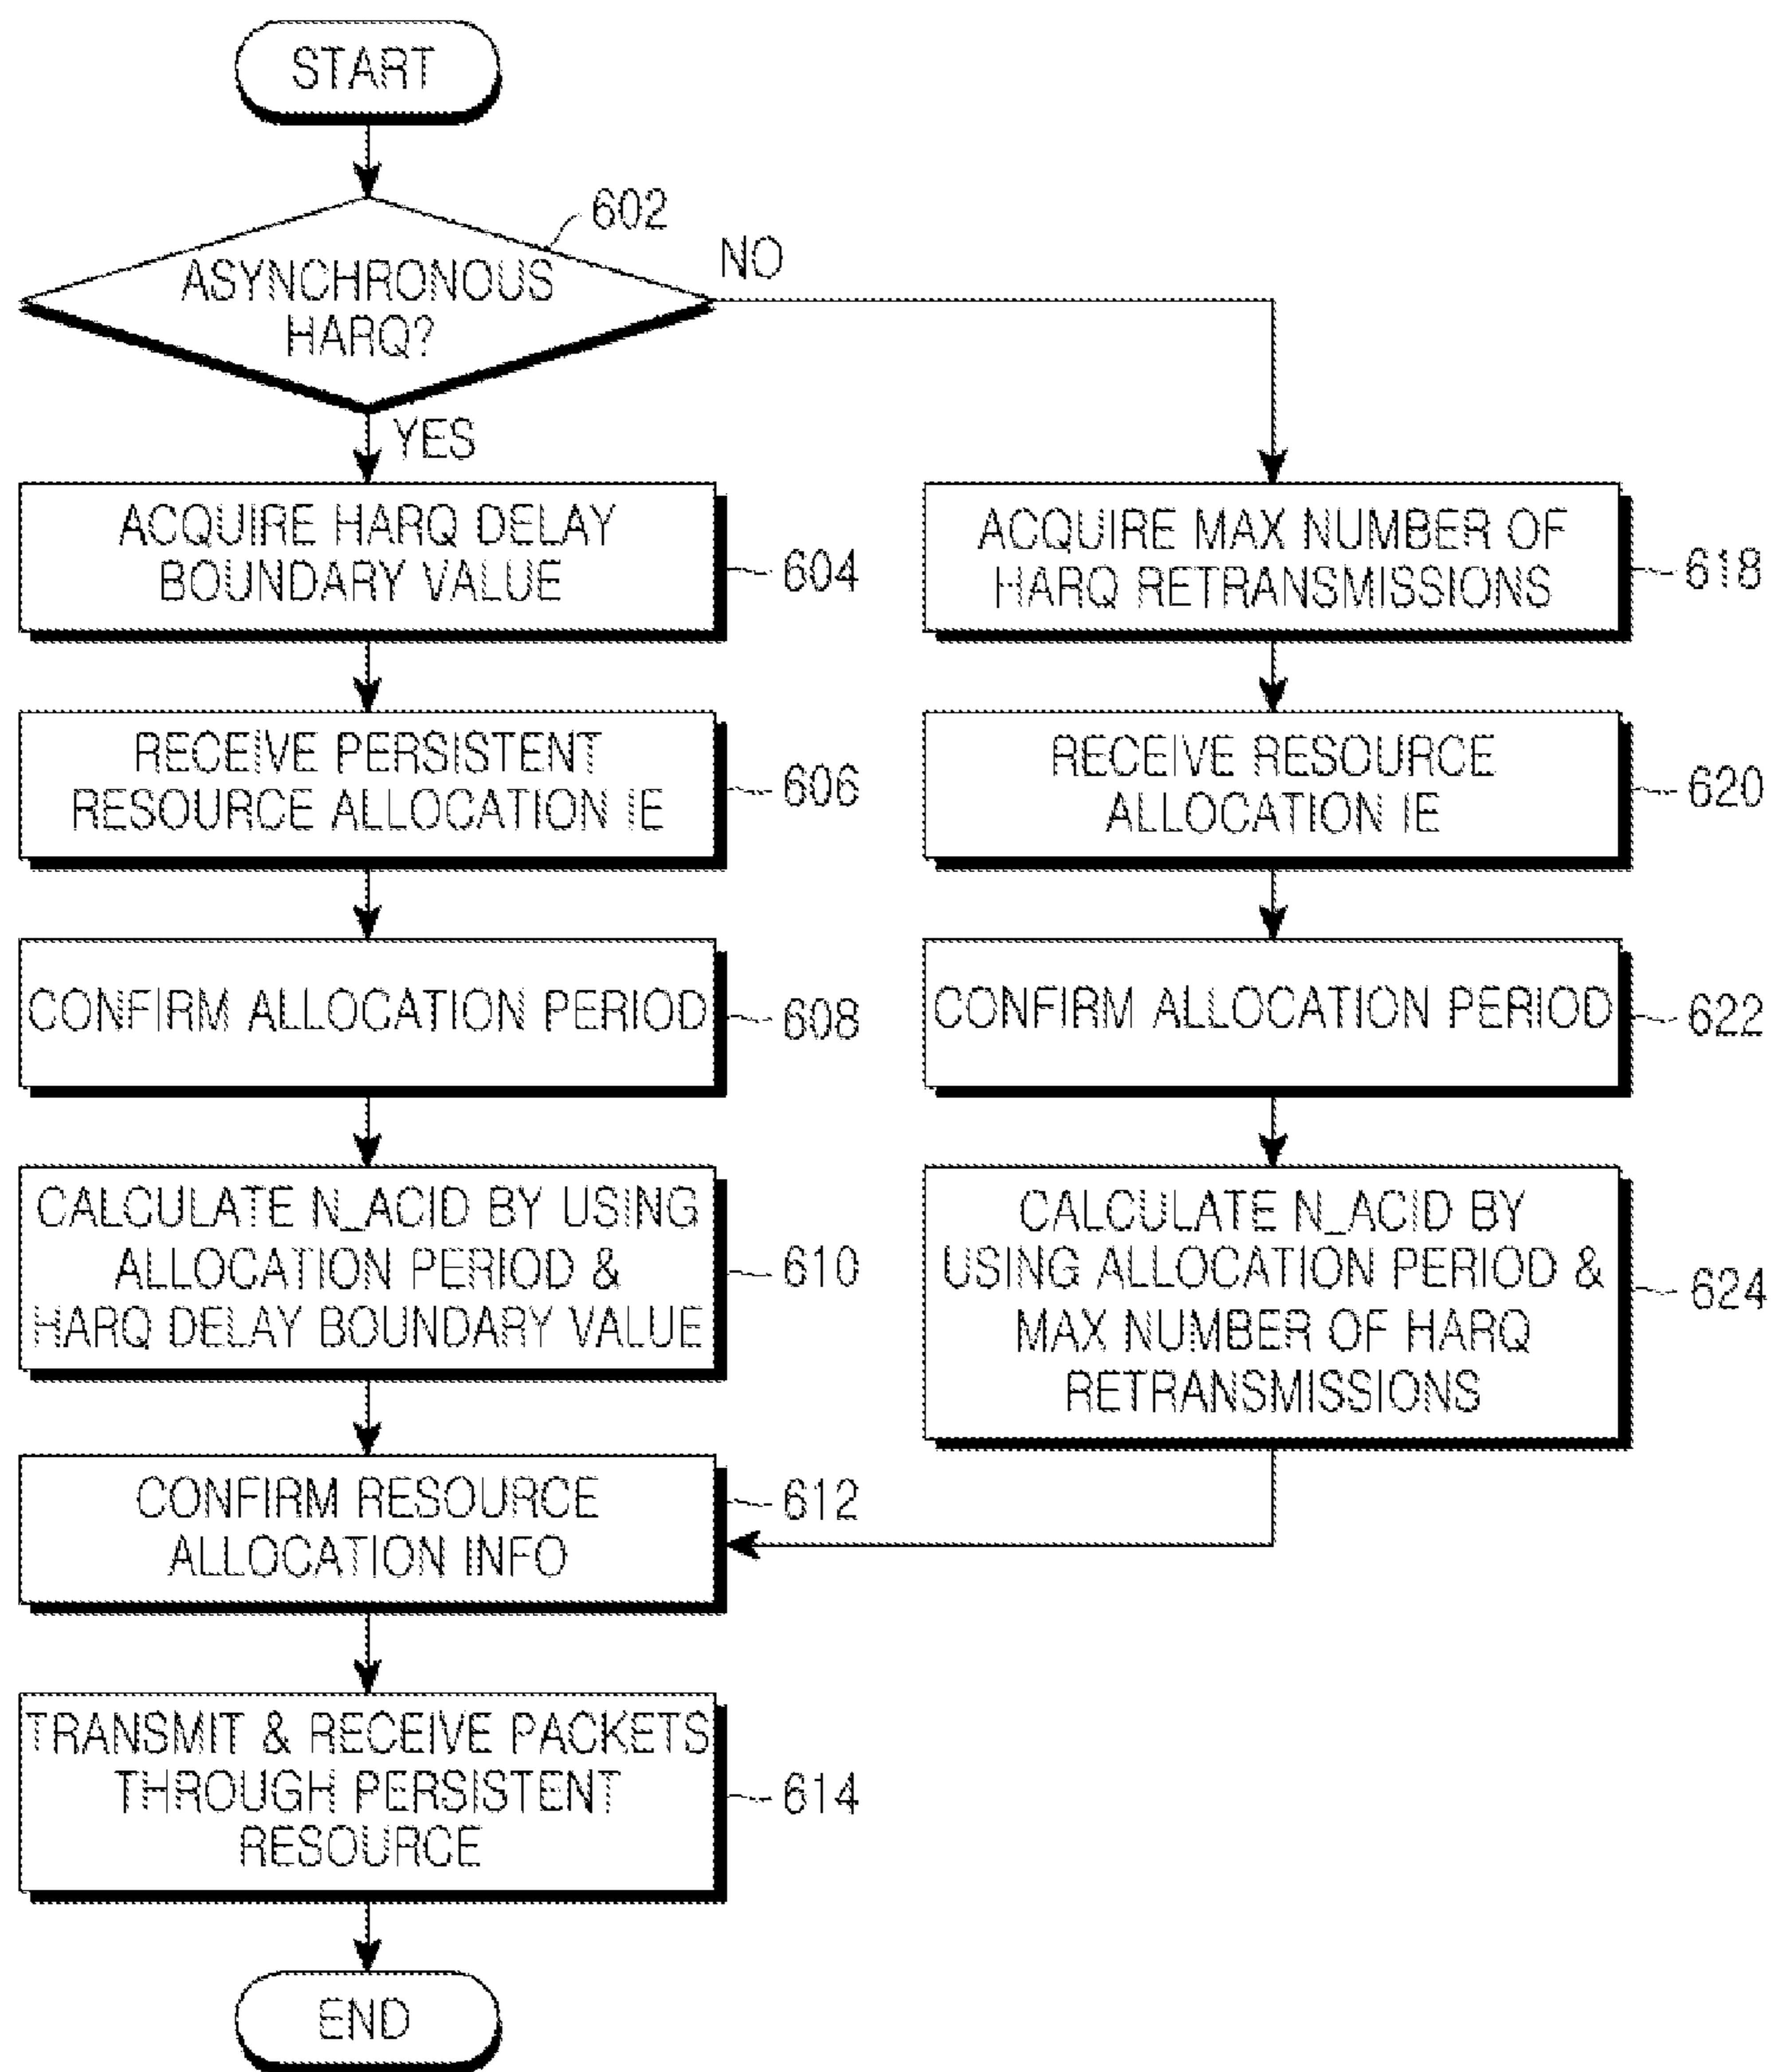 START
602
ASYNCHRONOUS
HARQ?
NO
YES
ACQUIRE HARQ DELAY
BOUNDARY VALUE
604
RECEIVE PERSISTENT
RESOURCE ALLOCATION IE
606
CONFIRM ALLOCATION PERIOD
608
CALCULATE N_ACID BY USING
ALLOCATION PERIOD &
HARQ DELAY BOUNDARY VALUE
610
CONFIRM RESOURCE
ALLOCATION INFO
612
TRANSMIT & RECEIVE PACKETS
THROUGH PERSISTENT
RESOURCE
614
END
ACQUIRE MAX NUMBER OF
HARQ RETRANSMISSIONS
618
RECEIVE RESOURCE
ALLOCATION IE
620
CONFIRM ALLOCATION PERIOD
622
CALCULATE N_ACID BY
USING ALLOCATION PERIOD &
MAX NUMBER OF HARQ
RETRANSMISSIONS
624